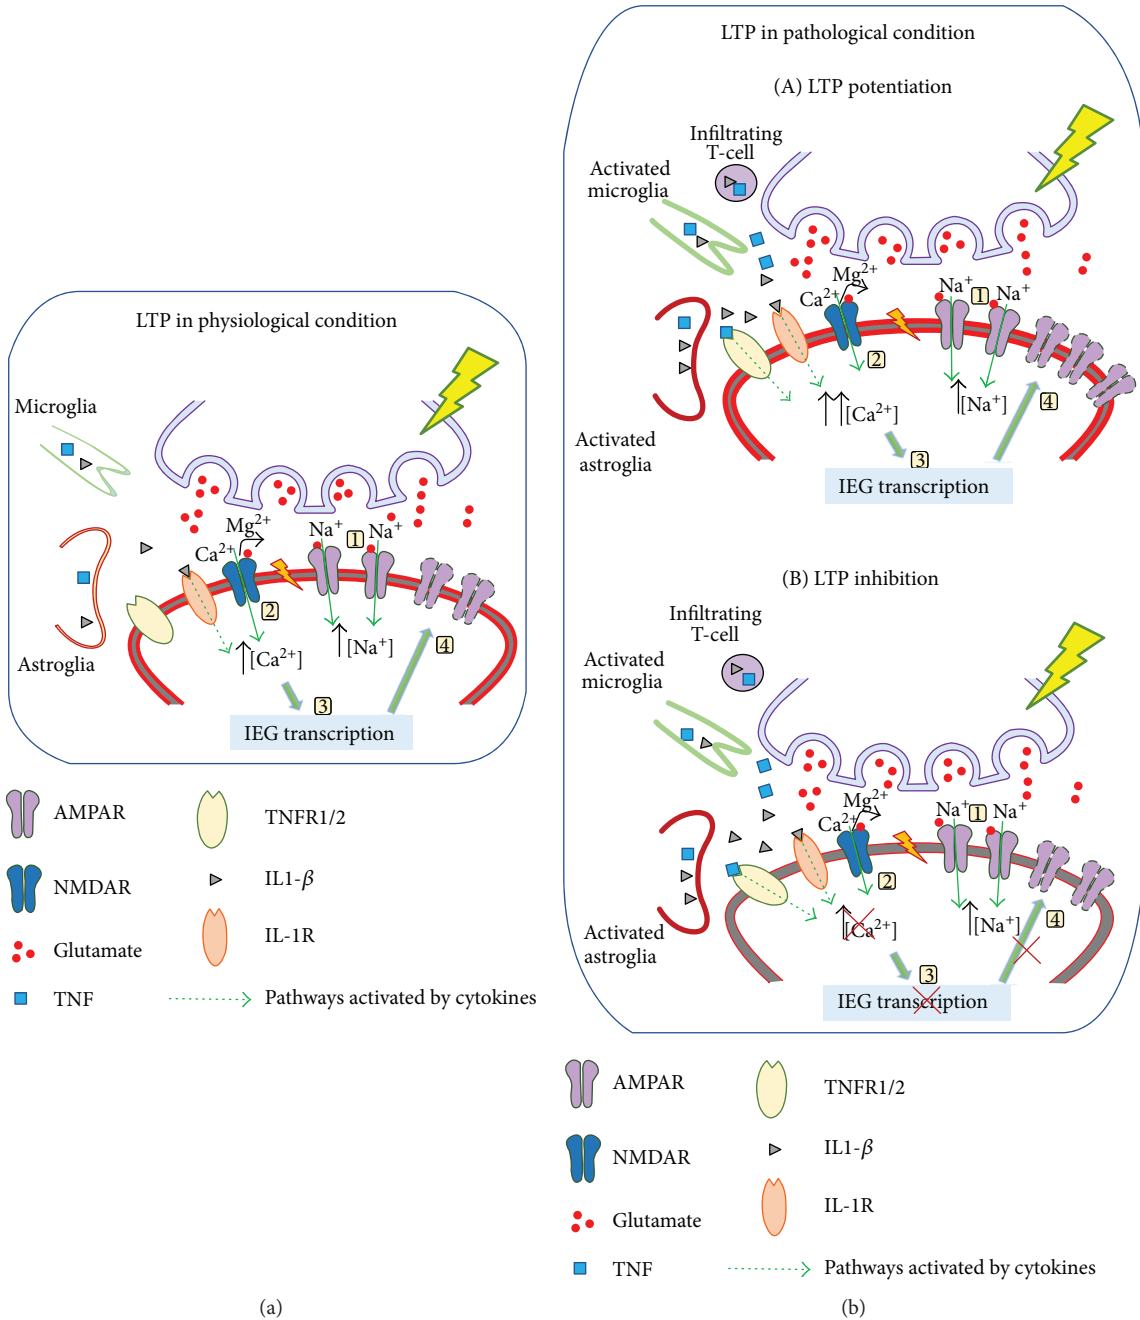 LTP in physiological condition
Microglia
Mg2+
Ca2+
Na+
1
Na+
2
Astroglia
[Ca2+]
[Na+]
4
3
IEG transcription
AMPAR
TNFR1/2
NMDAR
IL1-β
Glutamate
IL-1R
TNF
Pathways activated by cytokines
(a)
LTP in pathological condition
(A) LTP potentiation
Infiltrating
T-cell
Activated
microglia
Mg2+
Ca2+
Na+
1
Na+
2
[Ca2+]
[Na+]
4
Activated
astroglia
3
IEG transcription
(B) LTP inhibition
Infiltrating
T-cell
Activated
microglia
Mg2+
Ca2+
Na+
1
Na+
2
[Ca2+]
[Na+]
4
Activated
astroglia
3
IEG transcription
AMPAR
TNFR1/2
NMDAR
IL1-β
Glutamate
IL-1R
TNF
Pathways activated by cytokines
(b)